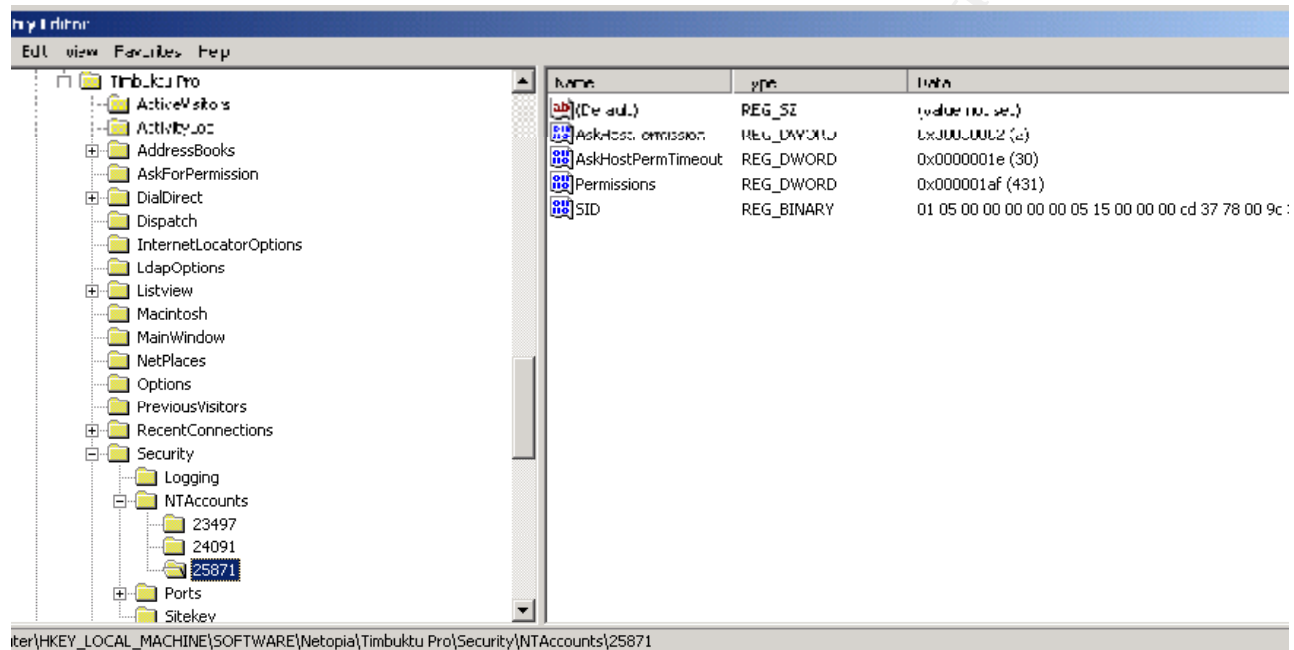 Edit View Favorites Help
Timbuktu Pro
ActiveVisitors
ActivityLog
AddressBooks
AskForPermission
DialDirect
Dispatch
InternetLocatorOptions
LdapOptions
Listview
Macintosh
MainWindow
NetPlaces
Options
PreviousVisitors
RecentConnections
Security
Logging
NTAccounts
23497
24091
25871
Ports
Sitekey
Name Type Data
(Default) REG_SZ (value not set)
AskHostPermission REG_DWORD 0x00000002 (2)
AskHostPermTimeout REG_DWORD 0x0000001e (30)
Permissions REG_DWORD 0x000001af (431)
SID REG_BINARY 01 05 00 00 00 00 00 05 15 00 00 00 cd 37 78 00 9c
ter\HKEY_LOCAL_MACHINE\SOFTWARE\Netopia\Timbuktu Pro\Security\NTAccounts\25871